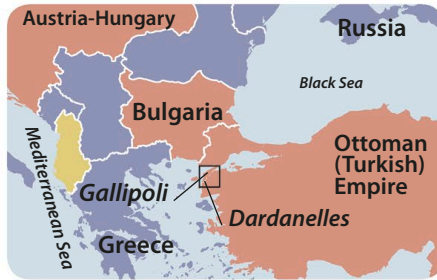 Austria-Hungary
Russia
Black Sea
Bulgaria
Mediterranean Sea
Ottoman
(Turkish)
Empire
Gallipoli
Dardanelles
Greece